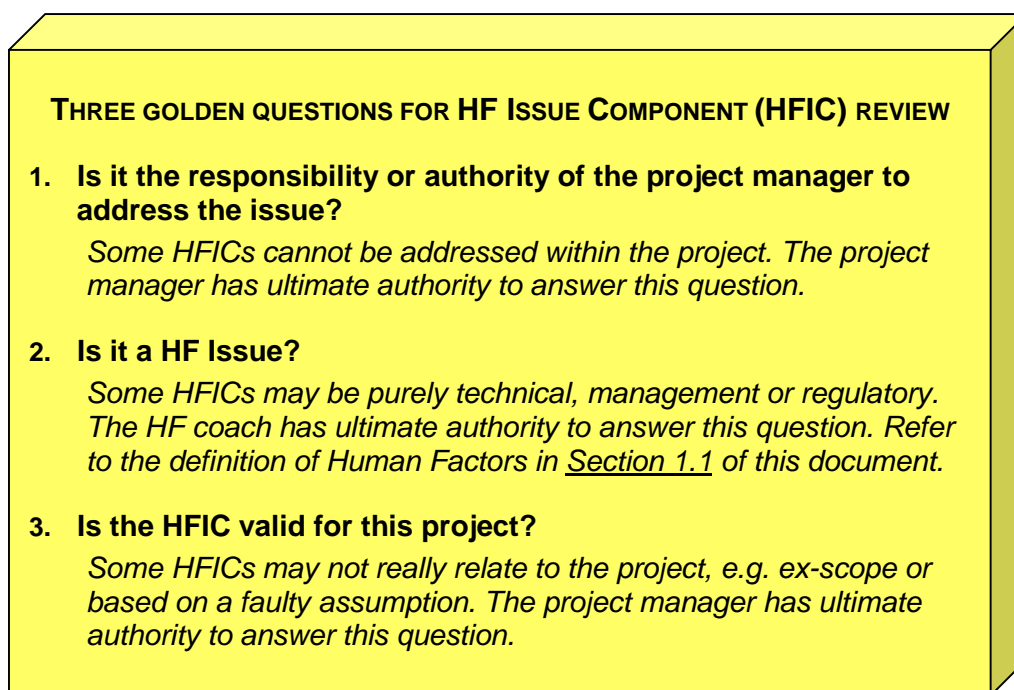 THREE GOLDEN QUESTIONS FOR HF ISSUE COMPONENT (HFIC) REVIEW
1. Is it the responsibility or authority of the project manager to
address the issue?
Some HFICs cannot be addressed within the project. The project
manager has ultimate authority to answer this question.
2. Is it a HF Issue?
Some HFICs may be purely technical, management or regulatory.
The HF coach has ultimate authority to answer this question. Refer
to the definition of Human Factors in Section 1.1 of this document.
3. Is the HFIC valid for this project?
Some HFICs may not really relate to the project, e.g. ex-scope or
based on a faulty assumption. The project manager has ultimate
authority to answer this question.